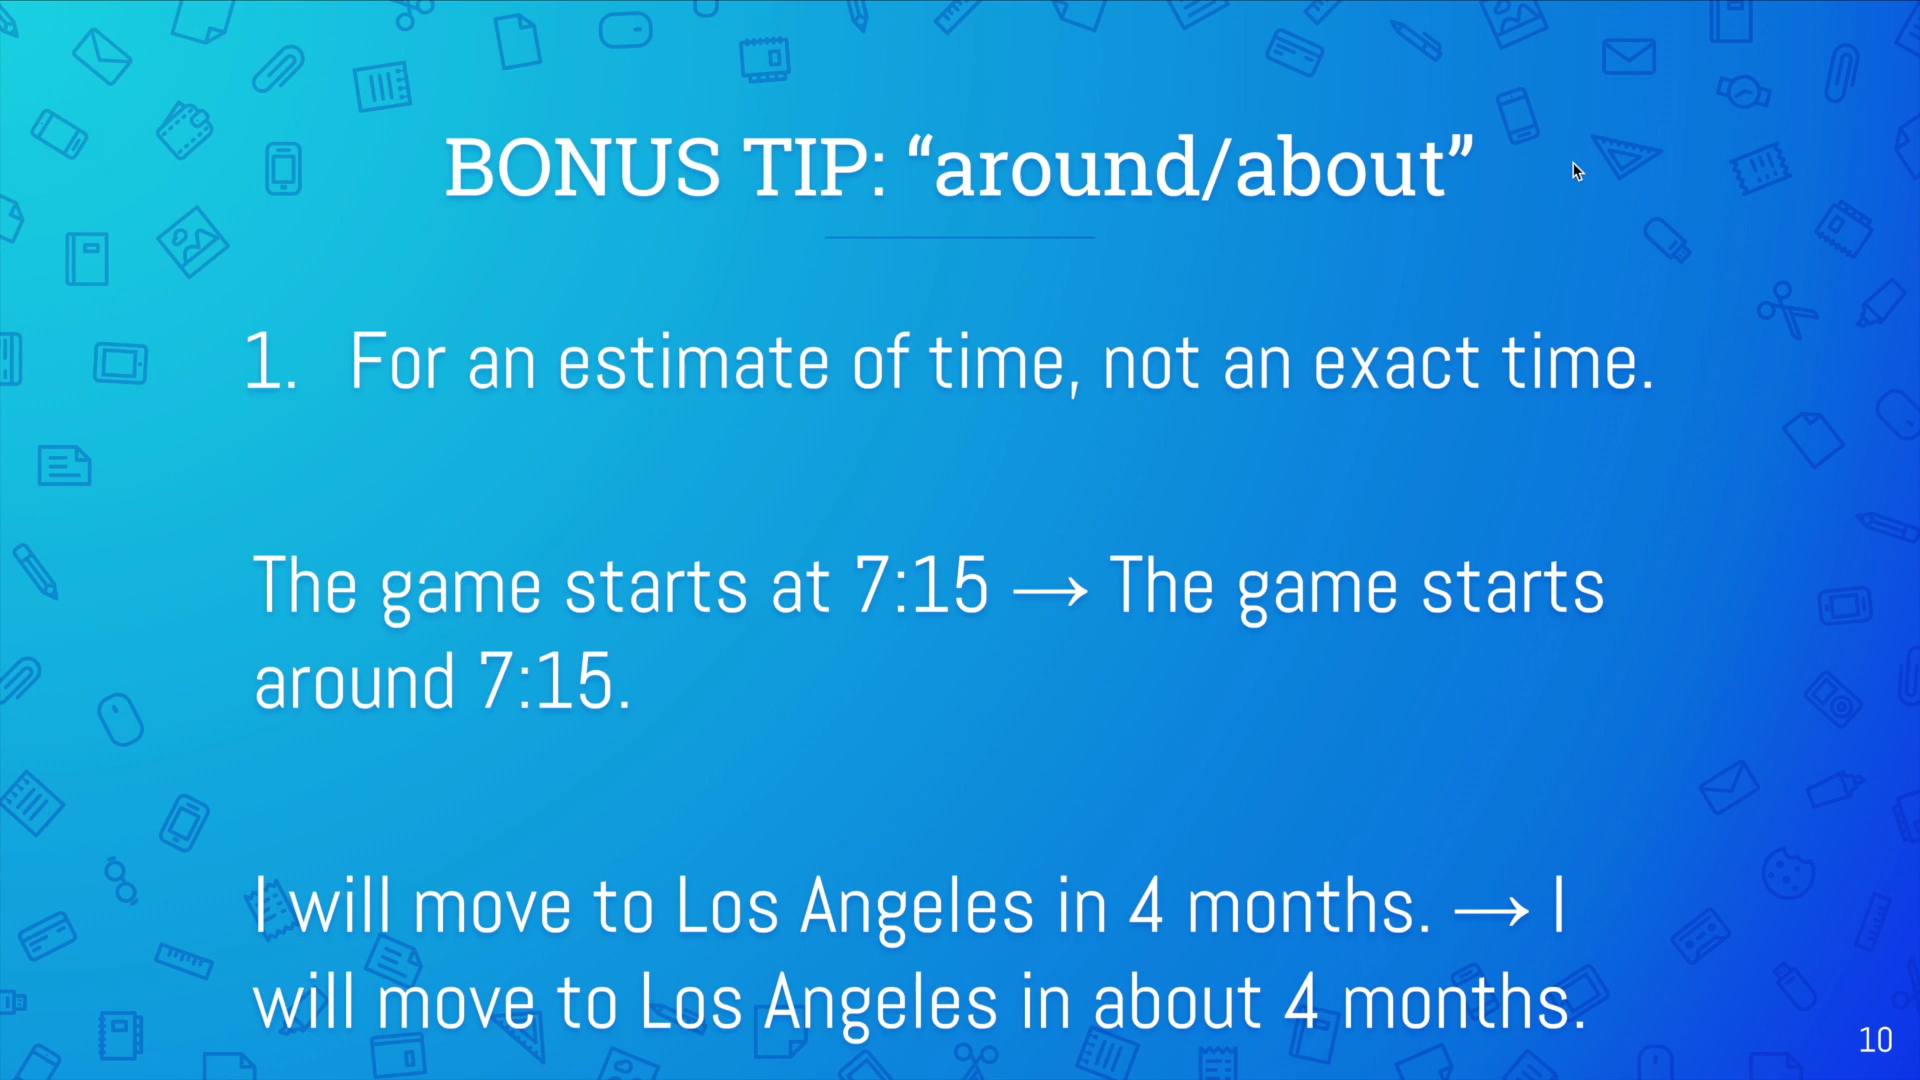 BONUS TIP: “around/about”
1. For an estimate of time, not an exact time.
The game starts at 7:15 → The game starts
around 7:15.
I will move to Los Angeles in 4 months. → I
will move to Los Angeles in about 4 months.
10